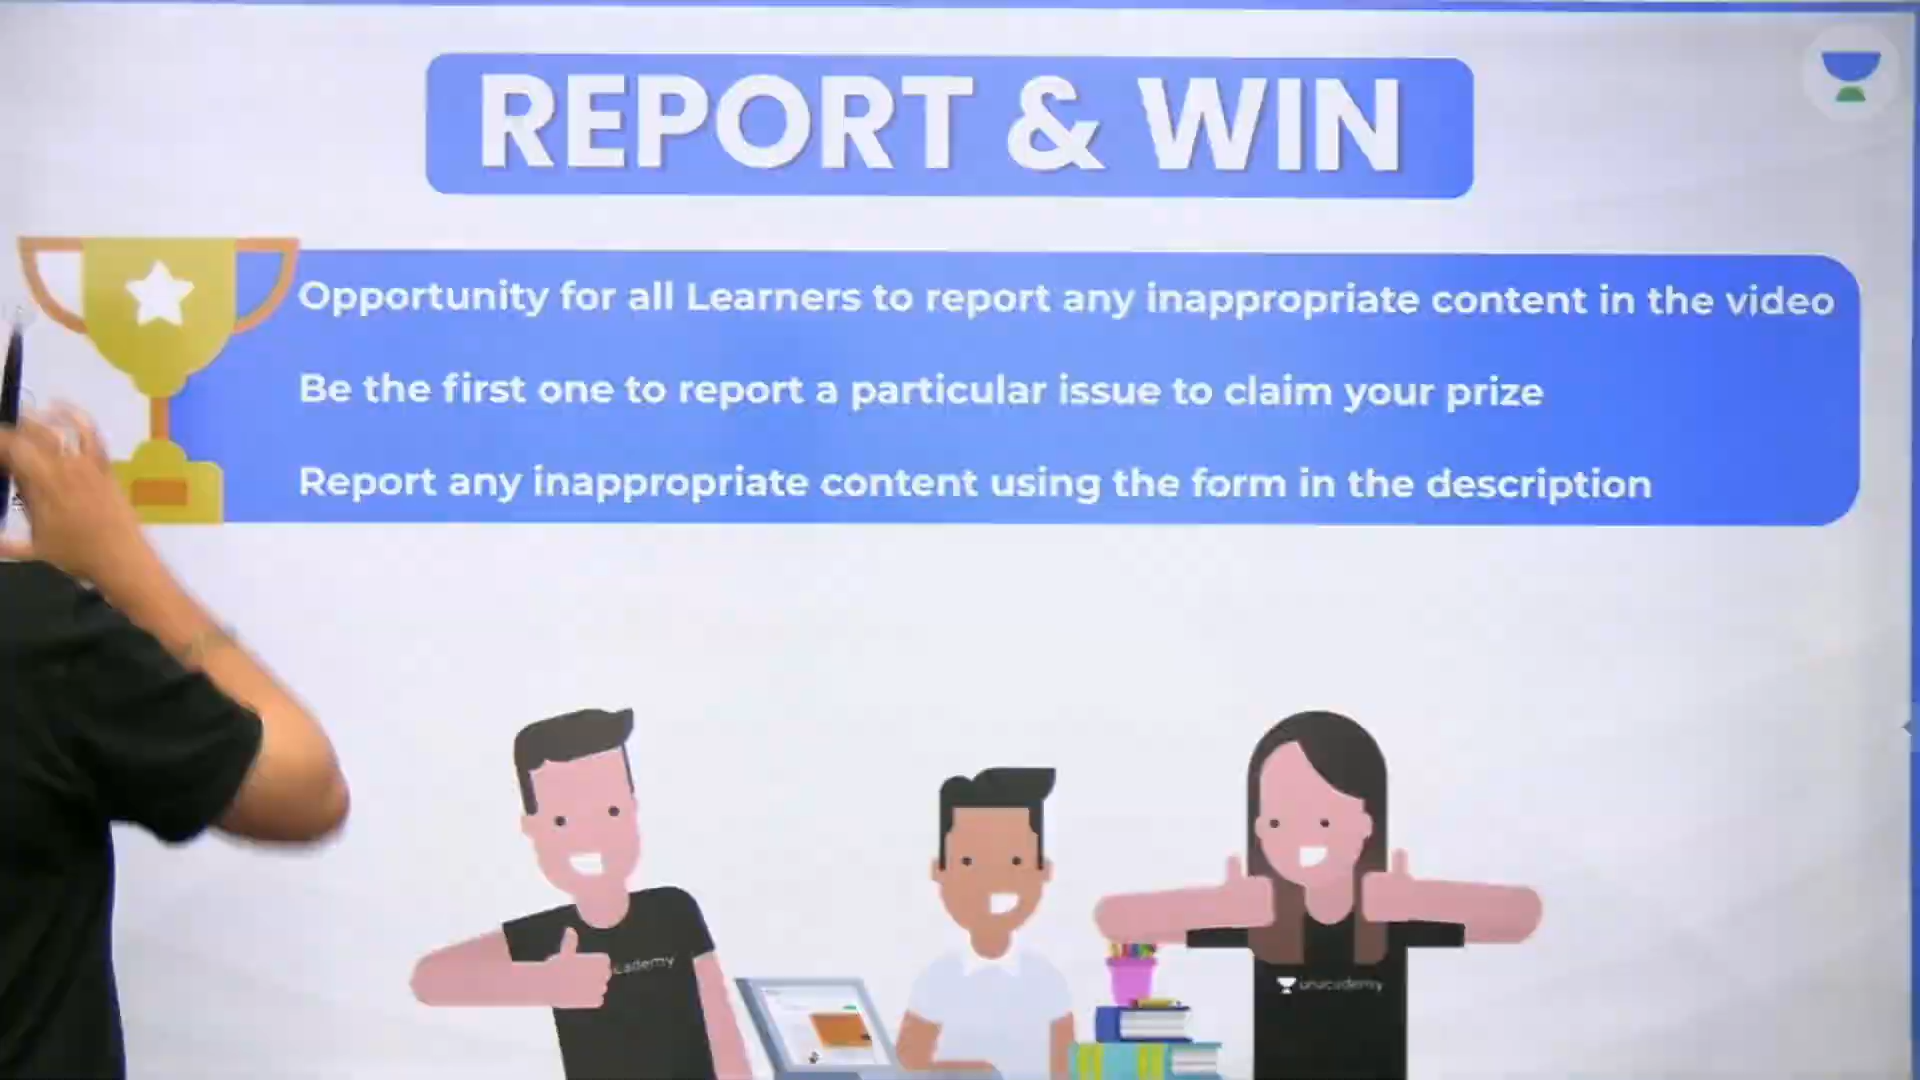 REPORT & WIN
Opportunity for all Learners to report any inappropriate content in the video
Be the first one to report a particular issue to claim your prize
Report any inappropriate content using the form in the description
unacademy